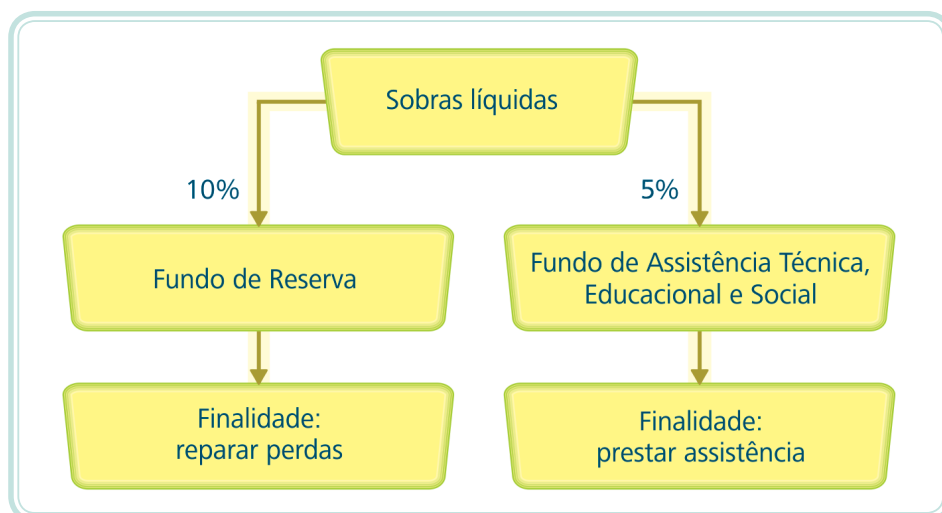 Sobras líquidas
10%
5%
Fundo de Reserva
Fundo de Assistência Técnica,
Educacional e Social
Finalidade:
reparar perdas
Finalidade:
prestar assistência